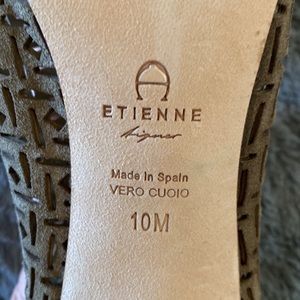 ETIENNE
Aigner
Made in Spain
VERO CUOIO
10M